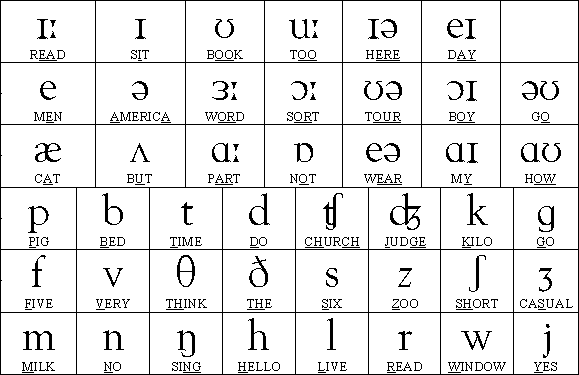 ɪː ɪ ʊ uː ɪə eɪ
READ SIT BOOK TOO HERE DAY
e ə ɜː ɔː ʊə ɔɪ əʊ
MEN AMERICA WORD SORT TOUR BOY GO
æ ʌ ɑː ɒ eə ɑɪ ɑʊ
CAT BUT PART NOT WEAR MY HOW
p b t d ʧ ʤ k g
PIG BED TIME DO CHURCH JUDGE KILO GO
f v θ ð s z ʃ ʒ
FIVE VERY THINK THE SIX ZOO SHORT CASUAL
m n ŋ h l r w j
MILK NO SING HELLO LIVE READ WINDOW YES